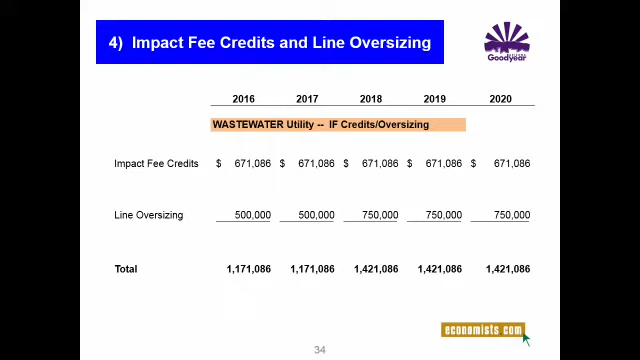 4) Impact Fee Credits and Line Oversizing
Goodyear
2016 2017 2018 2019 2020
WASTEWATER Utility -- IF Credits/Oversizing
Impact Fee Credits $ 671,086 $ 671,086 $ 671,086 $ 671,086 $ 671,086
Line Oversizing 500,000 500,000 750,000 750,000 750,000
Total 1,171,086 1,171,086 1,421,086 1,421,086 1,421,086
economists.com
34